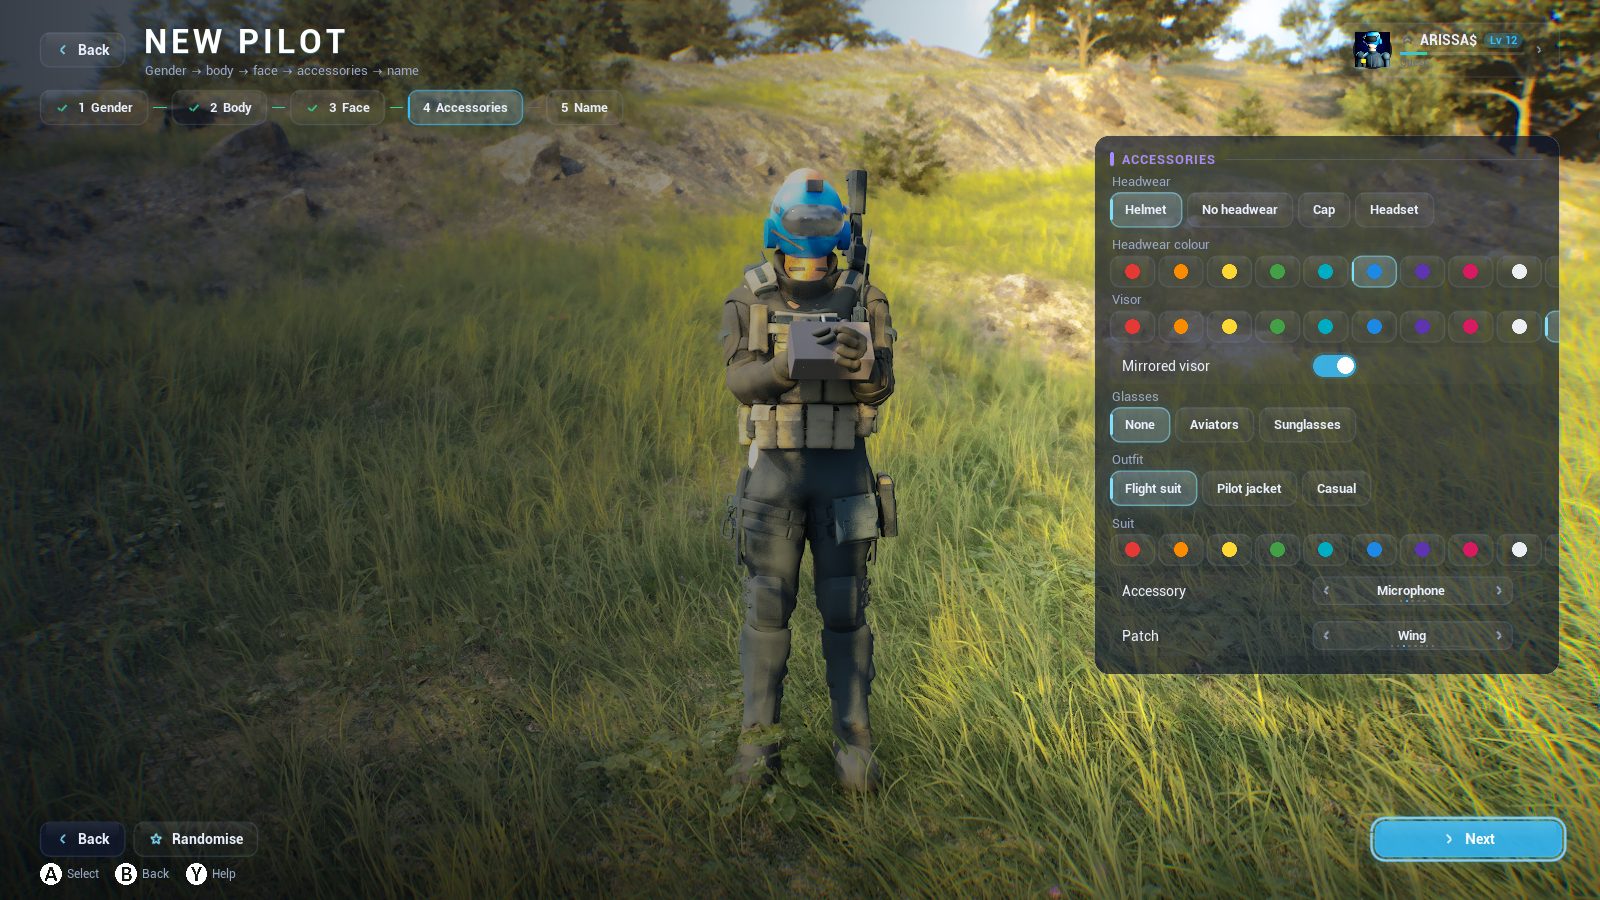 Back
NEW PILOT
Gender → body → face → accessories → name
ARISSA$ Lv 12
1 Gender
2 Body
3 Face
4 Accessories
5 Name
ACCESSORIES
Headwear
Helmet No headwear Cap Headset
Headwear colour
Visor
Mirrored visor
Glasses
None Aviators Sunglasses
Outfit
Flight suit Pilot jacket Casual
Suit
Accessory Microphone
Patch Wing
Back Randomise
Next
A Select B Back Y Help